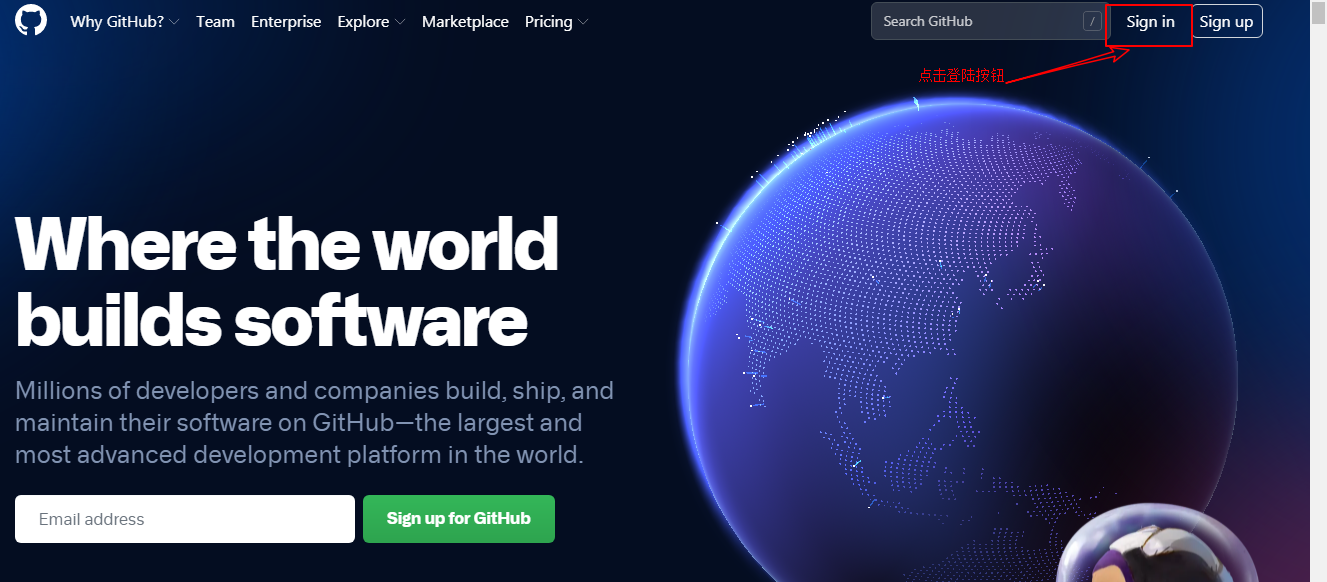 Why GitHub? Team Enterprise Explore Marketplace Pricing Search GitHub / Sign in Sign up
点击登陆按钮
Where the world
builds software
Millions of developers and companies build, ship, and
maintain their software on GitHub—the largest and
most advanced development platform in the world.
Email address Sign up for GitHub